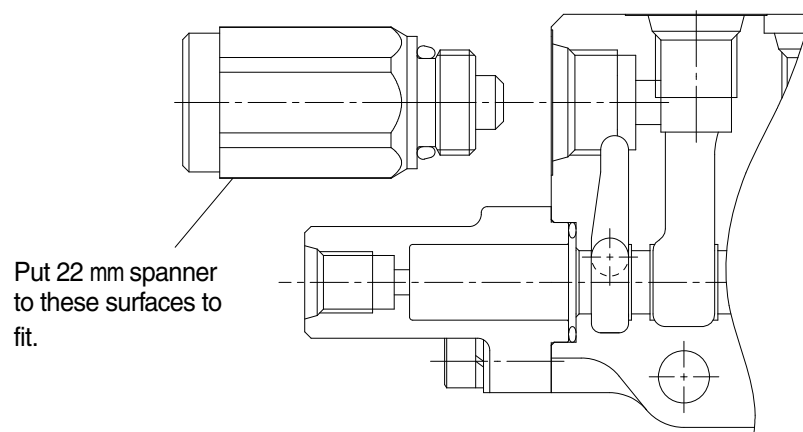 Put 22 mm spanner
to these surfaces to
fit.